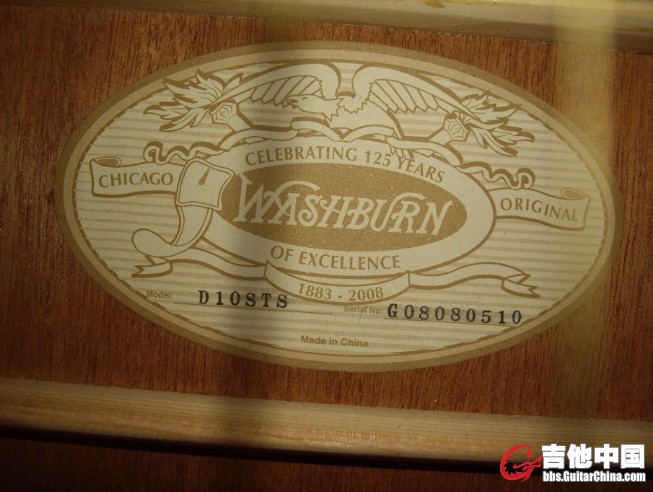 CELEBRATING 125 YEARS
CHICAGO
ORIGINAL
WASHBURN
OF EXCELLENCE
1883 - 2008
Model: D10STS Serial No: G08080510
Made in China
吉他中国
bbs.GuitarChina.com